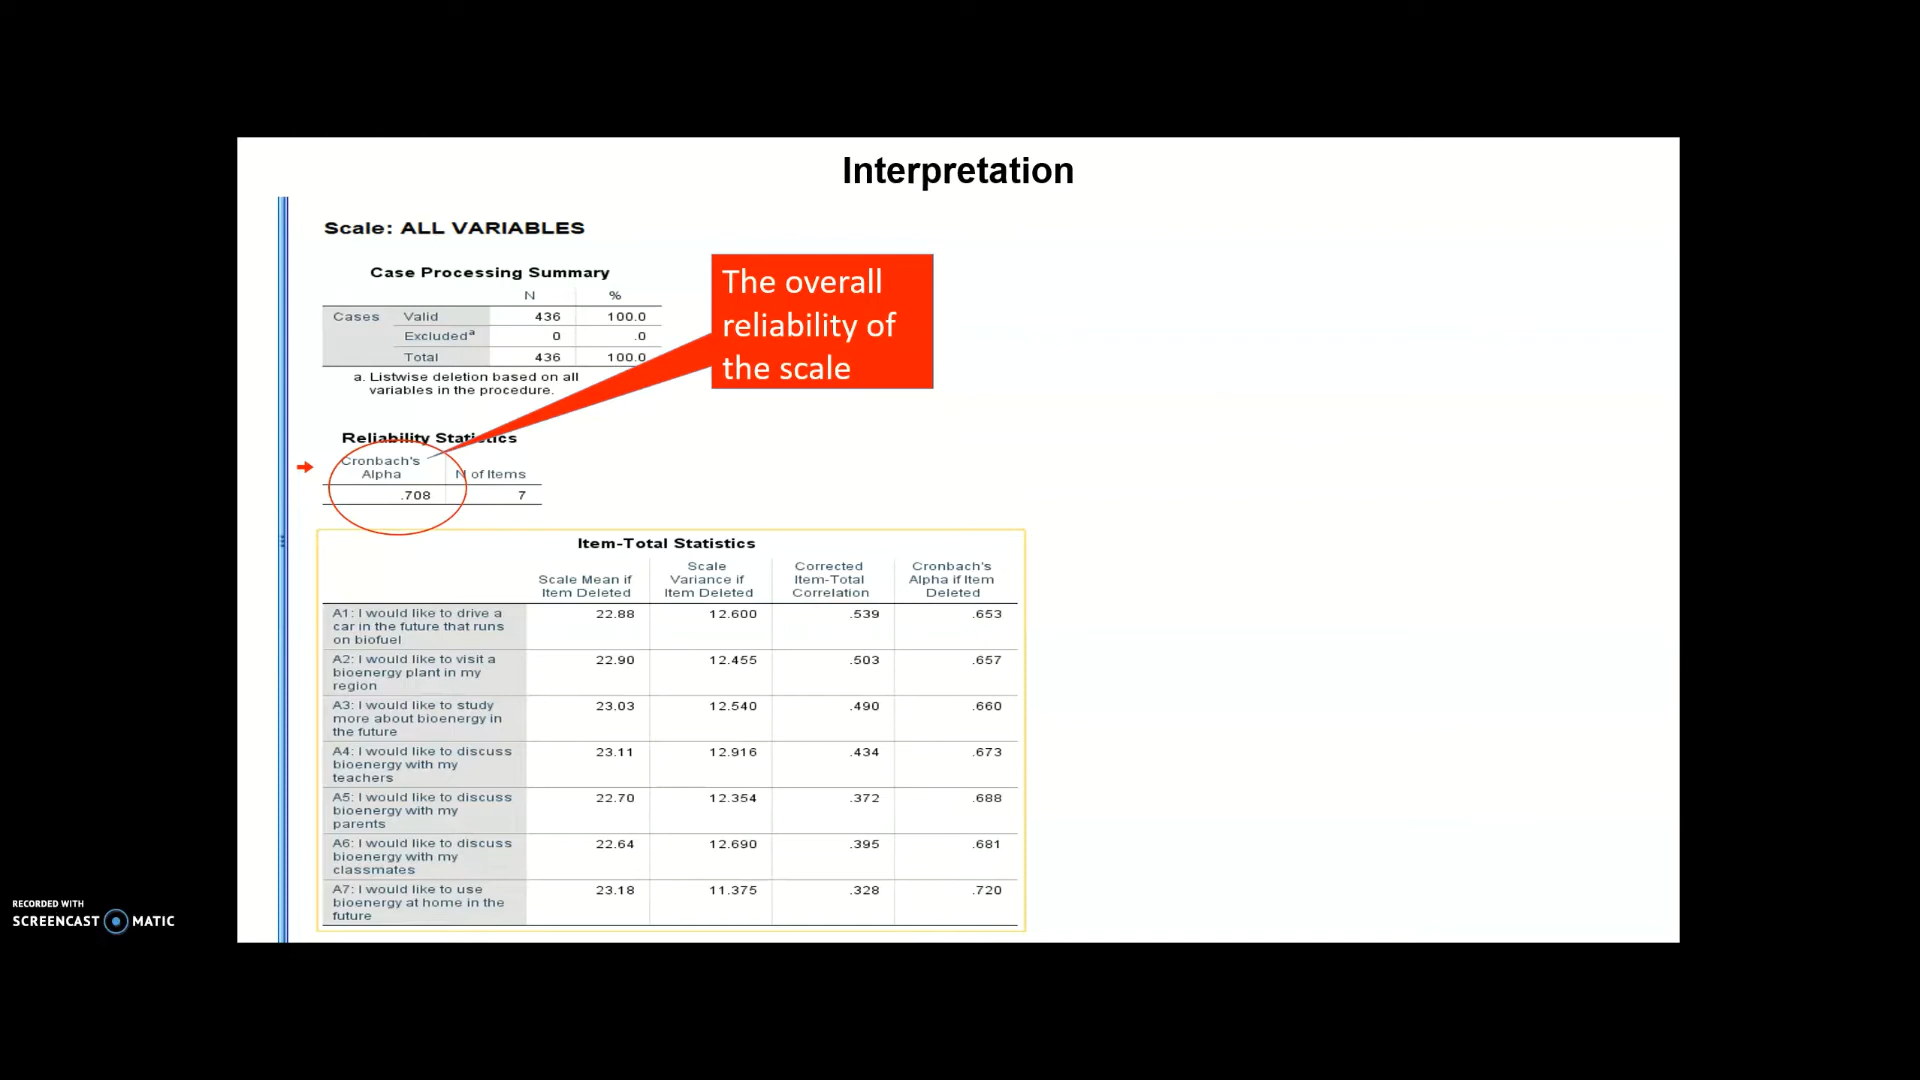 Interpretation
Scale: ALL VARIABLES
Case Processing Summary
N %
Cases Valid 436 100.0
Excludedª 0 .0
Total 436 100.0
a. Listwise deletion based on all
variables in the procedure.
The overall
reliability of
the scale
Reliability Statistics
Cronbach's
Alpha N of Items
.708 7
Item-Total Statistics
Scale Mean if
Item Deleted
Scale
Variance if
Item Deleted
Corrected
Item-Total
Correlation
Cronbach's
Alpha if Item
Deleted
A1: I would like to drive a
car in the future that runs
on biofuel
22.88 12.600 .539 .653
A2: I would like to visit a
bioenergy plant in my
region
22.90 12.455 .503 .657
A3: I would like to study
more about bioenergy in
the future
23.03 12.540 .490 .660
A4: I would like to discuss
bioenergy with my
teachers
23.11 12.916 .434 .673
A5: I would like to discuss
bioenergy with my
parents
22.70 12.354 .372 .688
A6: I would like to discuss
bioenergy with my
classmates
22.64 12.690 .395 .681
A7: I would like to use
bioenergy at home in the
future
23.18 11.375 .328 .720
RECORDED WITH
SCREENCAST MATIC